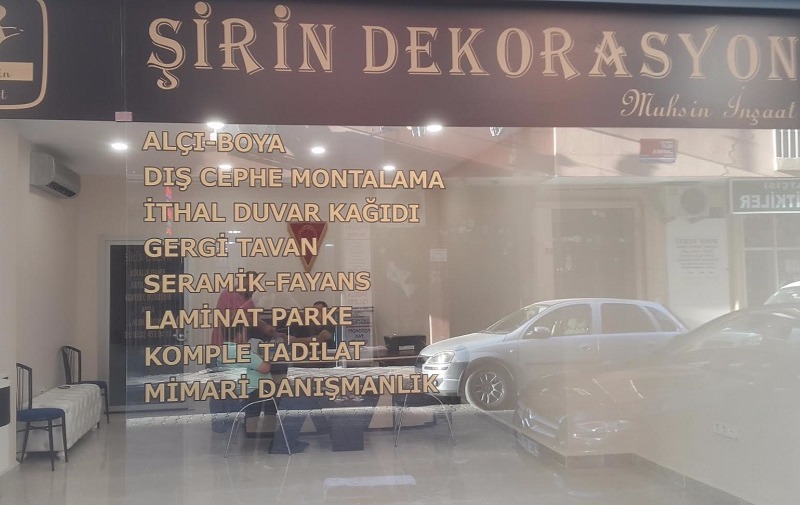 ŞİRİN DEKORASYON
Muhsin İnşaat
ALÇI-BOYA
DIŞ CEPHE MONTALAMA
İTHAL DUVAR KAĞIDI
GERGİ TAVAN
SERAMİK-FAYANS
LAMİNAT PARKE
KOMPLE TADİLAT
MİMARİ DANIŞMANLIK